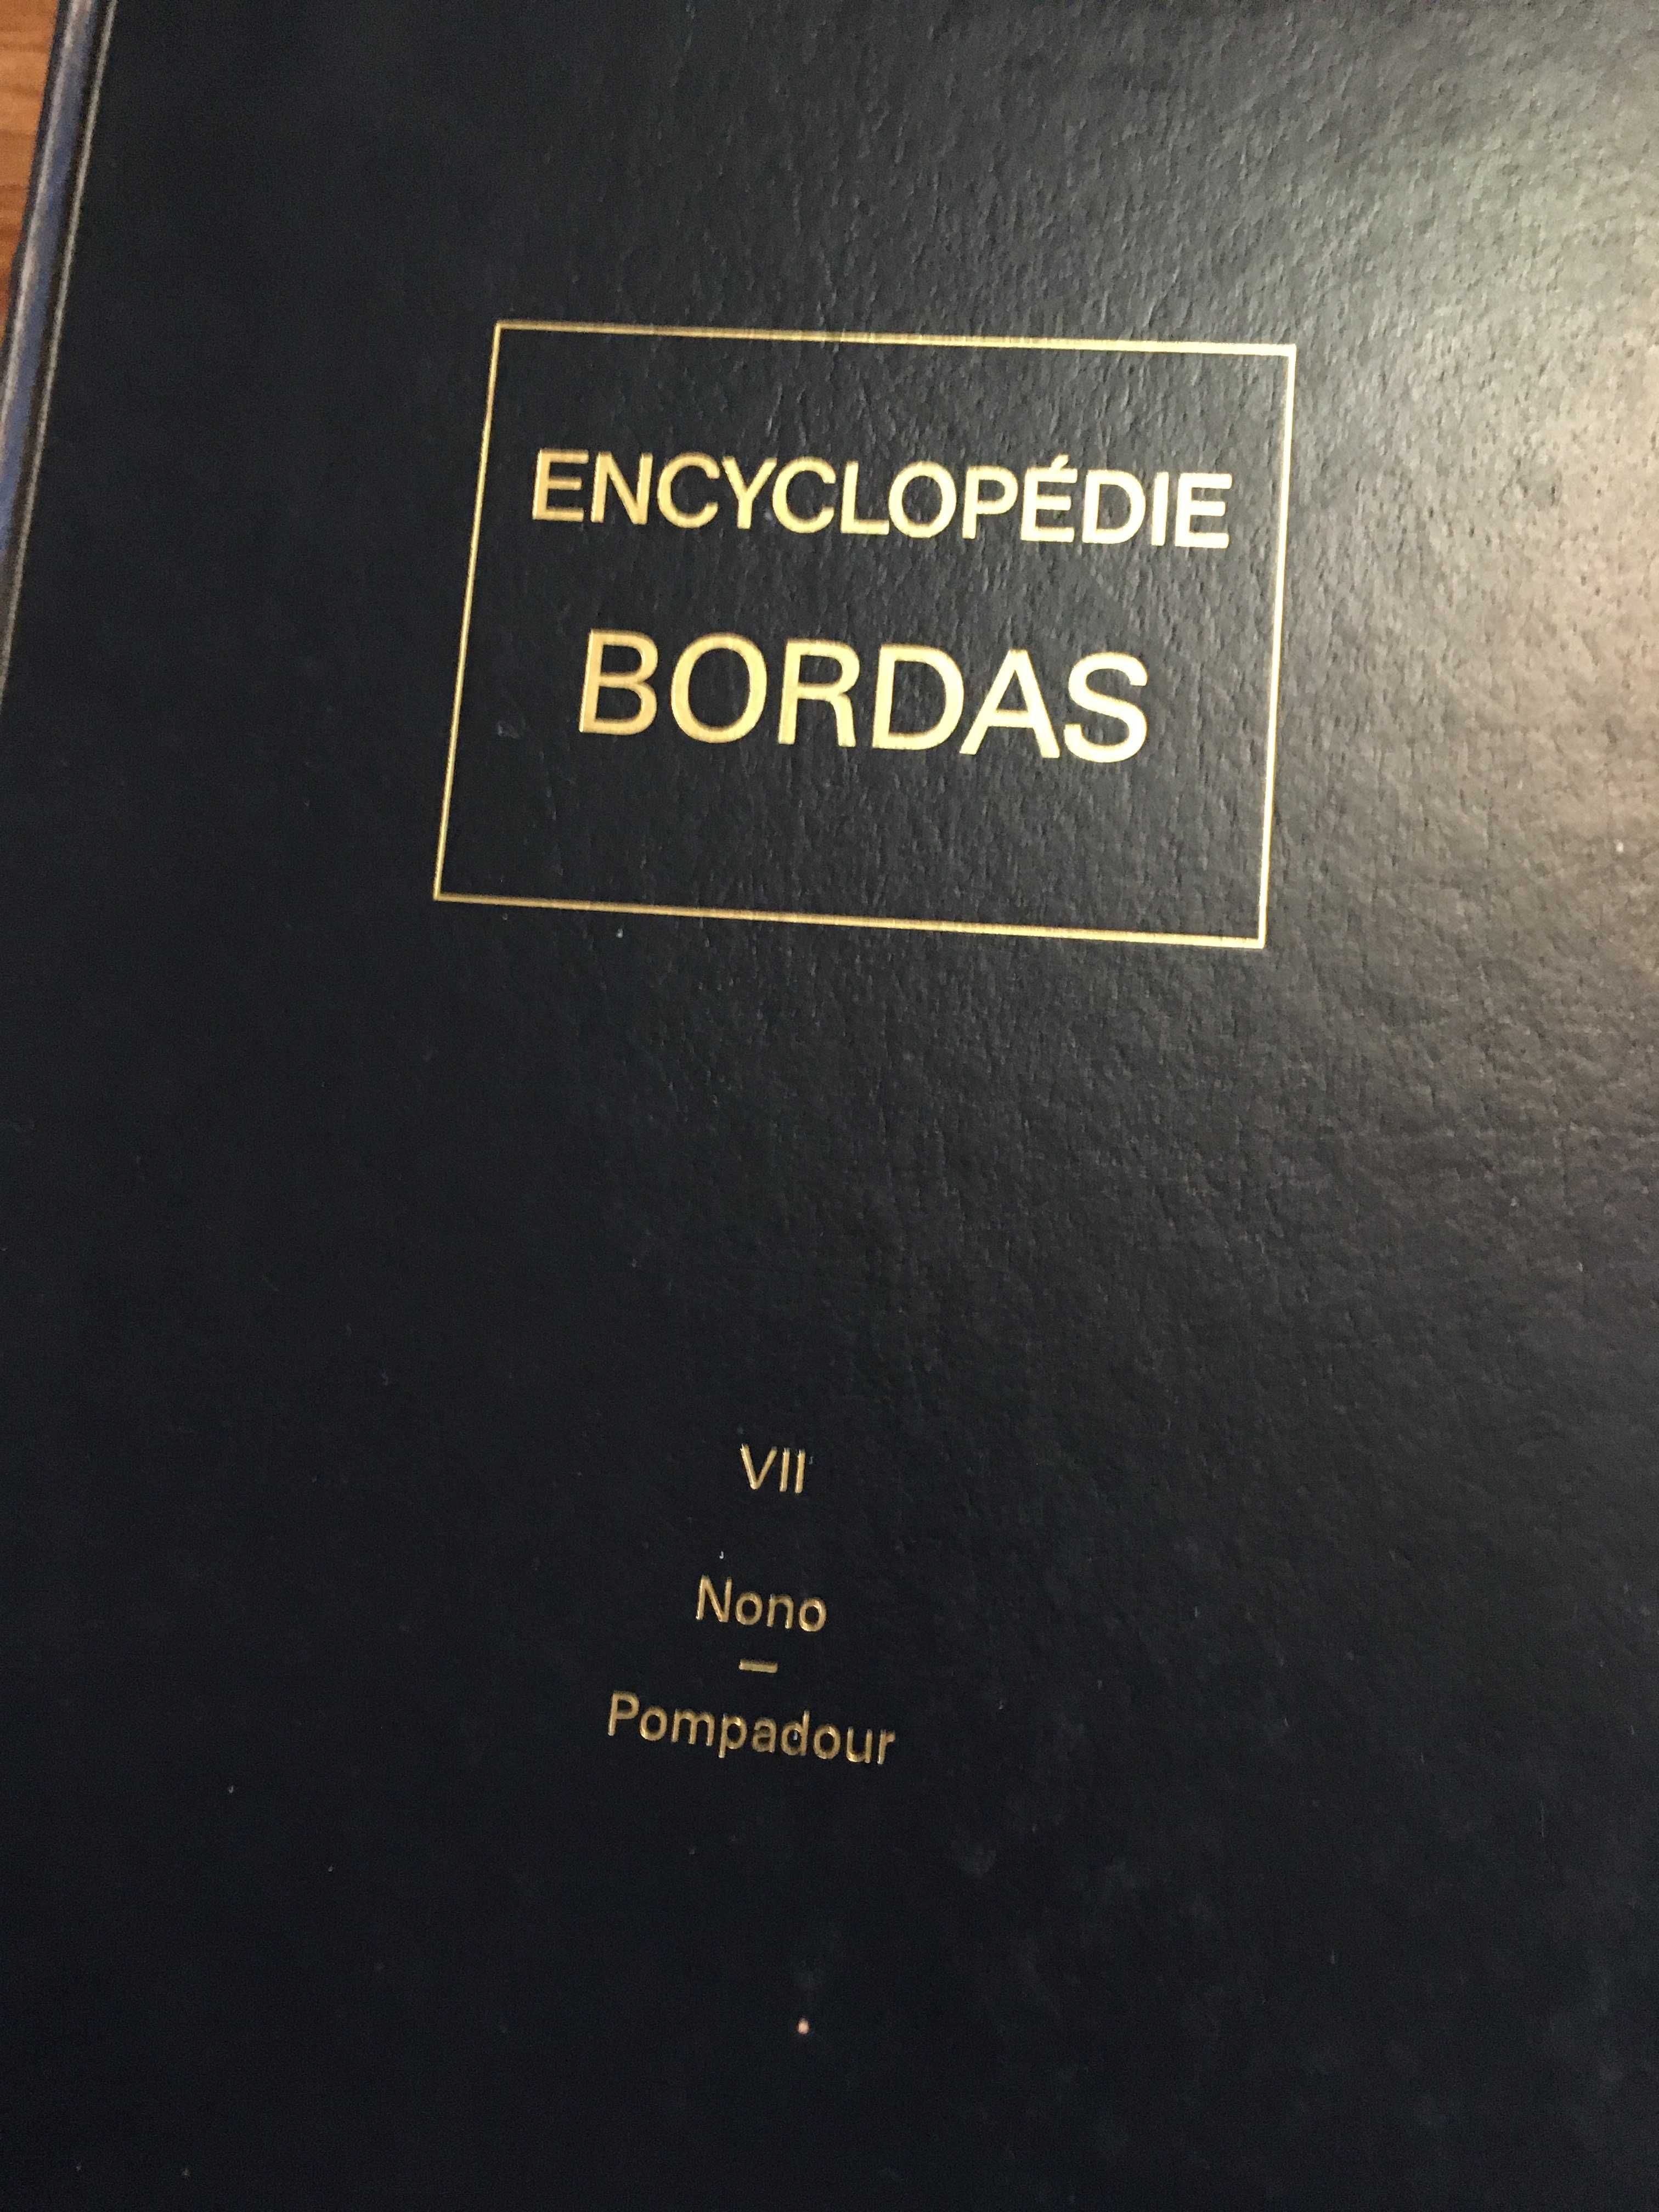 ENCYCLOPÉDIE
BORDAS
VII
Nono
–
Pompadour